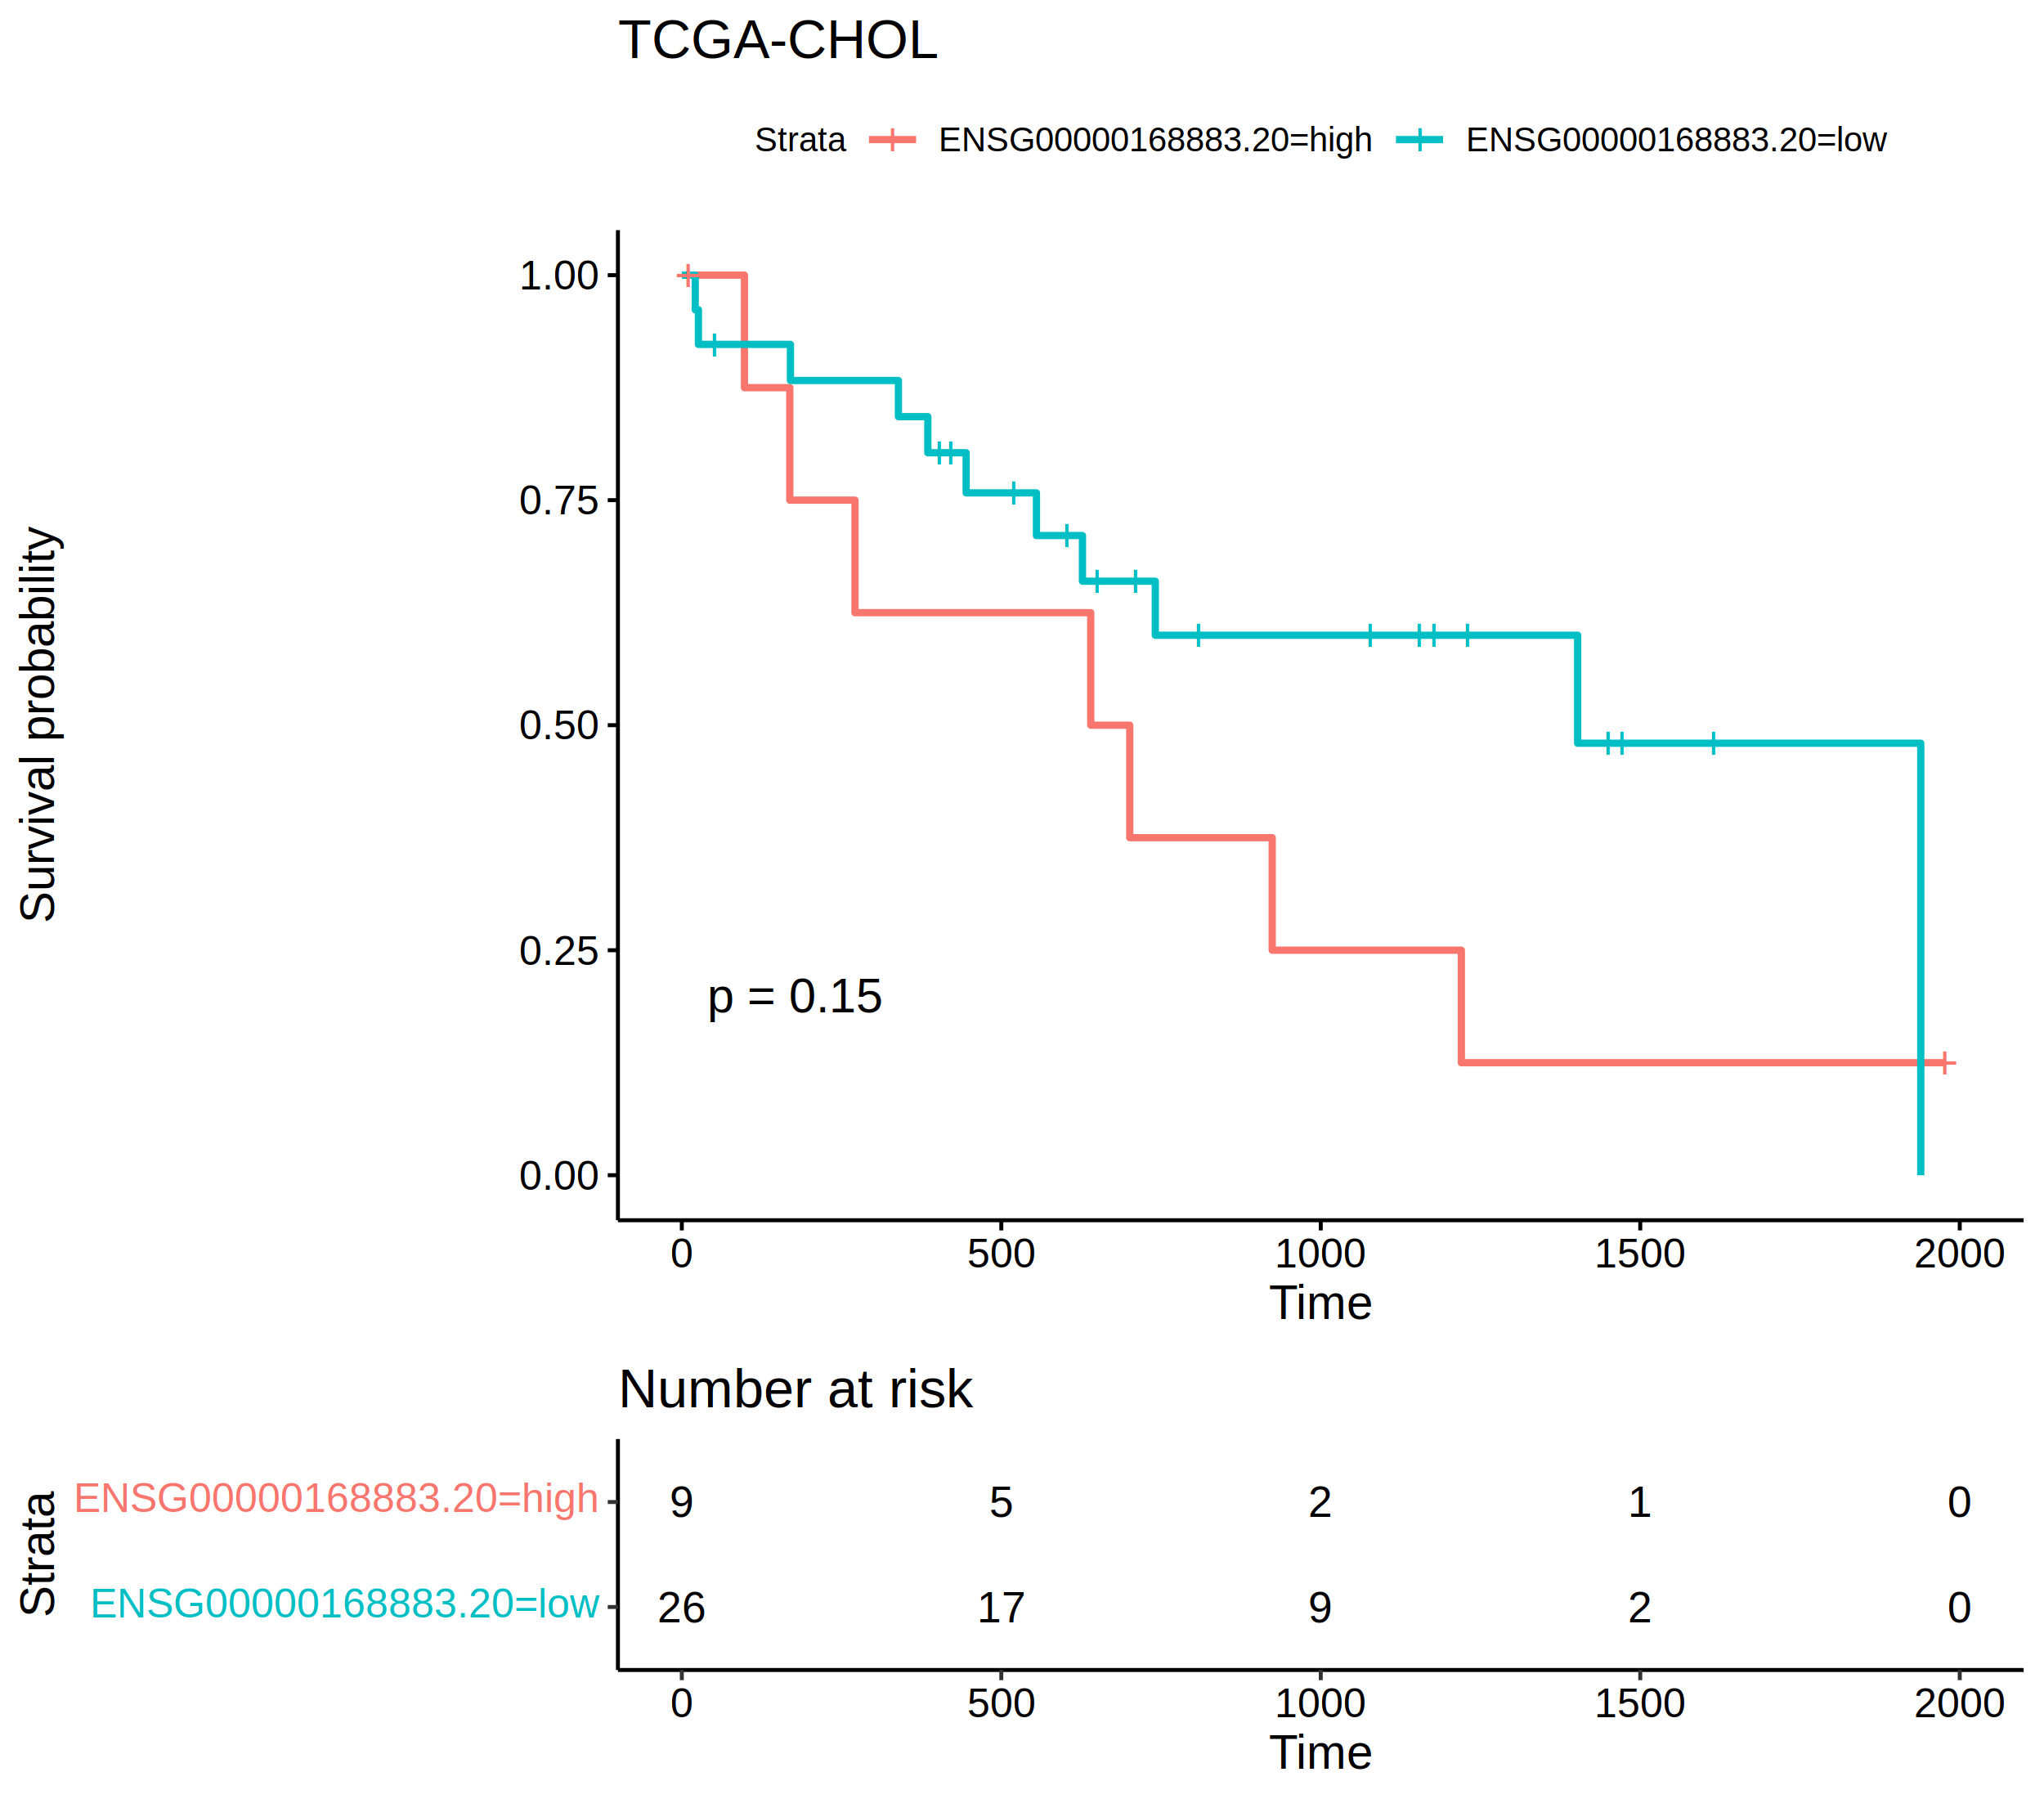 TCGA-CHOL
Strata ENSG00000168883.20=high ENSG00000168883.20=low
Survival probability
1.00
0.75
0.50
0.25
0.00
p = 0.15
0 500 1000 1500 2000
Time
Number at risk
Strata
ENSG00000168883.20=high 9 5 2 1 0
ENSG00000168883.20=low 26 17 9 2 0
0 500 1000 1500 2000
Time